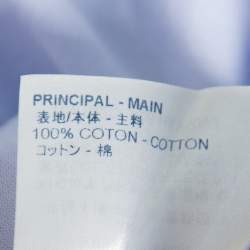 PRINCIPAL - MAIN
表地/本体 - 主料
100% COTON - COTTON
コットン - 棉